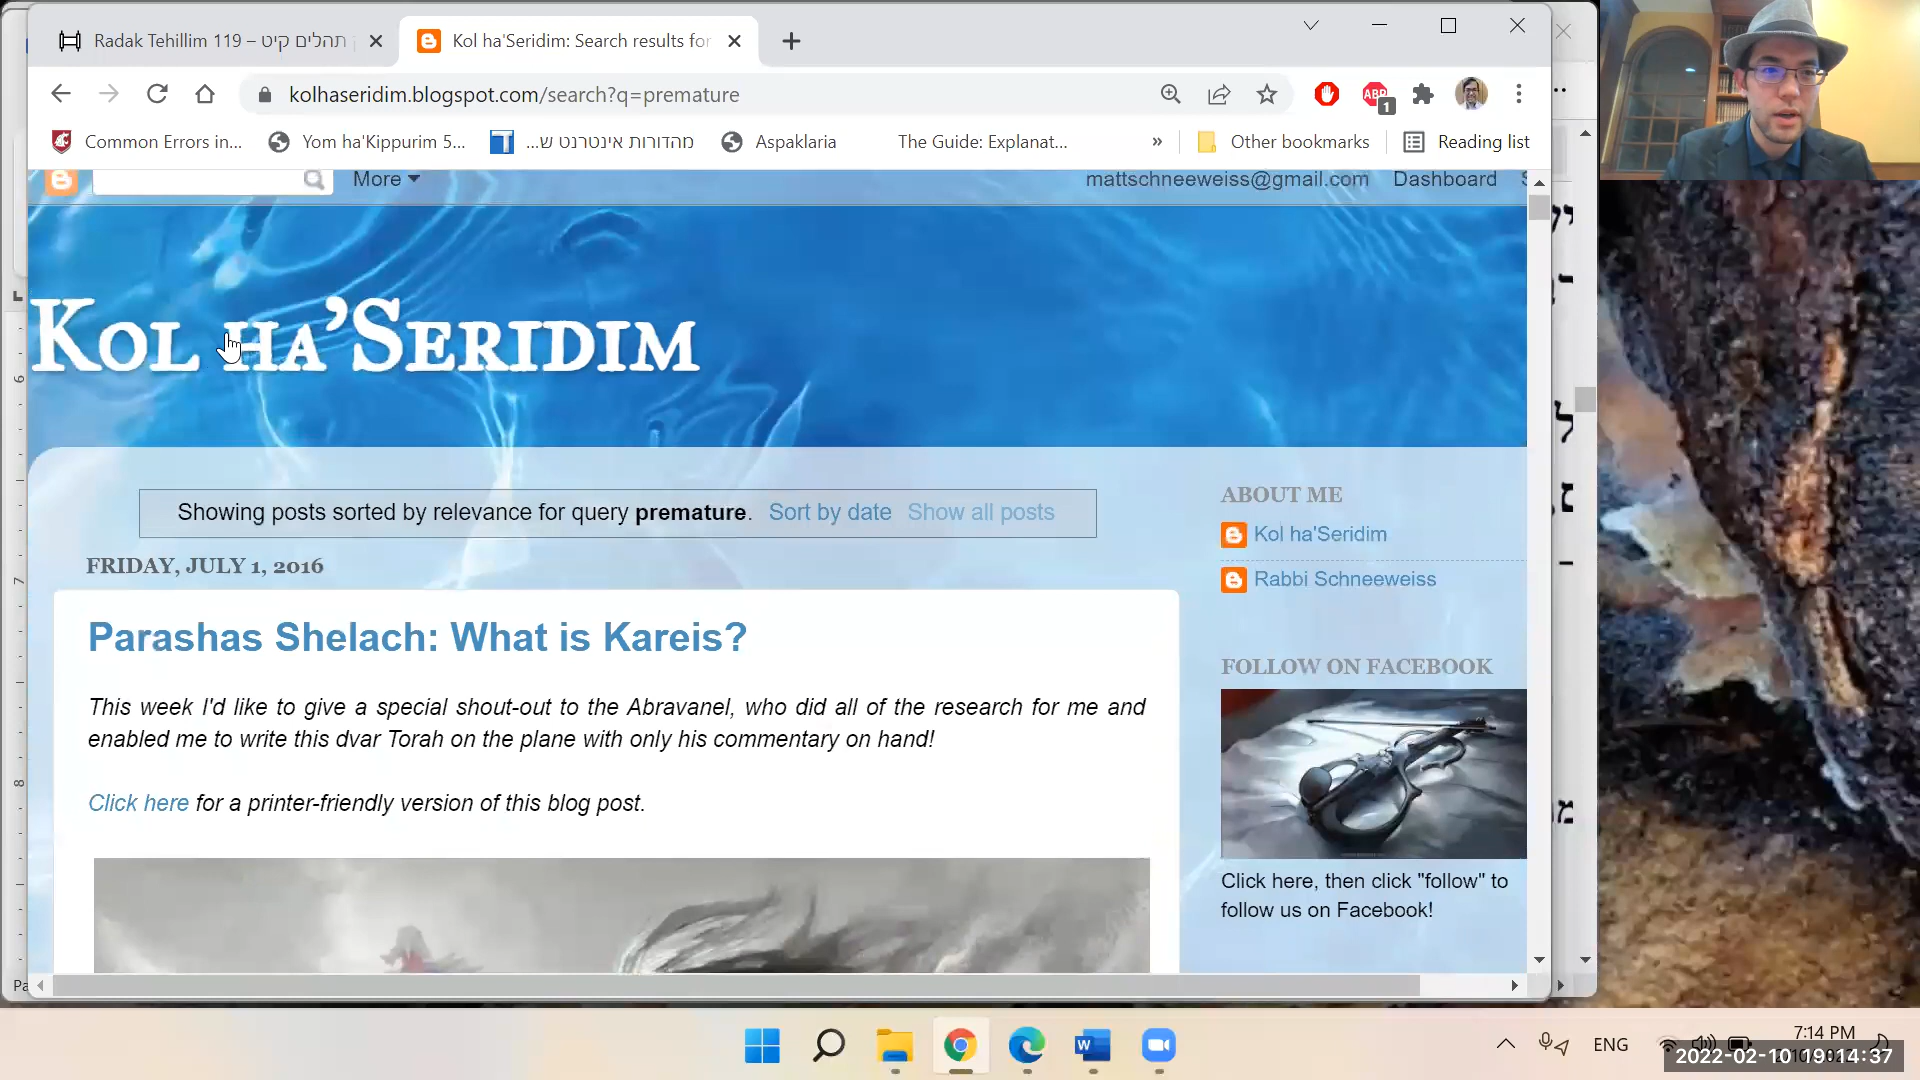 Radak Tehillim 119 – תהלים קיט
Kol ha'Seridim: Search results for
kolhaseridim.blogspot.com/search?q=premature
ABP
1
Common Errors in...
Yom ha'Kippurim 5...
מהדורות אינטרנט ש...
Aspaklaria
The Guide: Explanat...
»
Other bookmarks
Reading list
More
mattschneeweiss@gmail.com
Dashboard
KOL HA'SERIDIM
Showing posts sorted by relevance for query premature. Sort by date Show all posts
FRIDAY, JULY 1, 2016
Parashas Shelach: What is Kareis?
This week I'd like to give a special shout-out to the Abravanel, who did all of the research for me and
enabled me to write this dvar Torah on the plane with only his commentary on hand!
Click here for a printer-friendly version of this blog post.
ABOUT ME
Kol ha'Seridim
Rabbi Schneeweiss
FOLLOW ON FACEBOOK
Click here, then click "follow" to
follow us on Facebook!
6
7
8
Pa
W
ENG
7:14 PM
2022-02-10 19:14:37